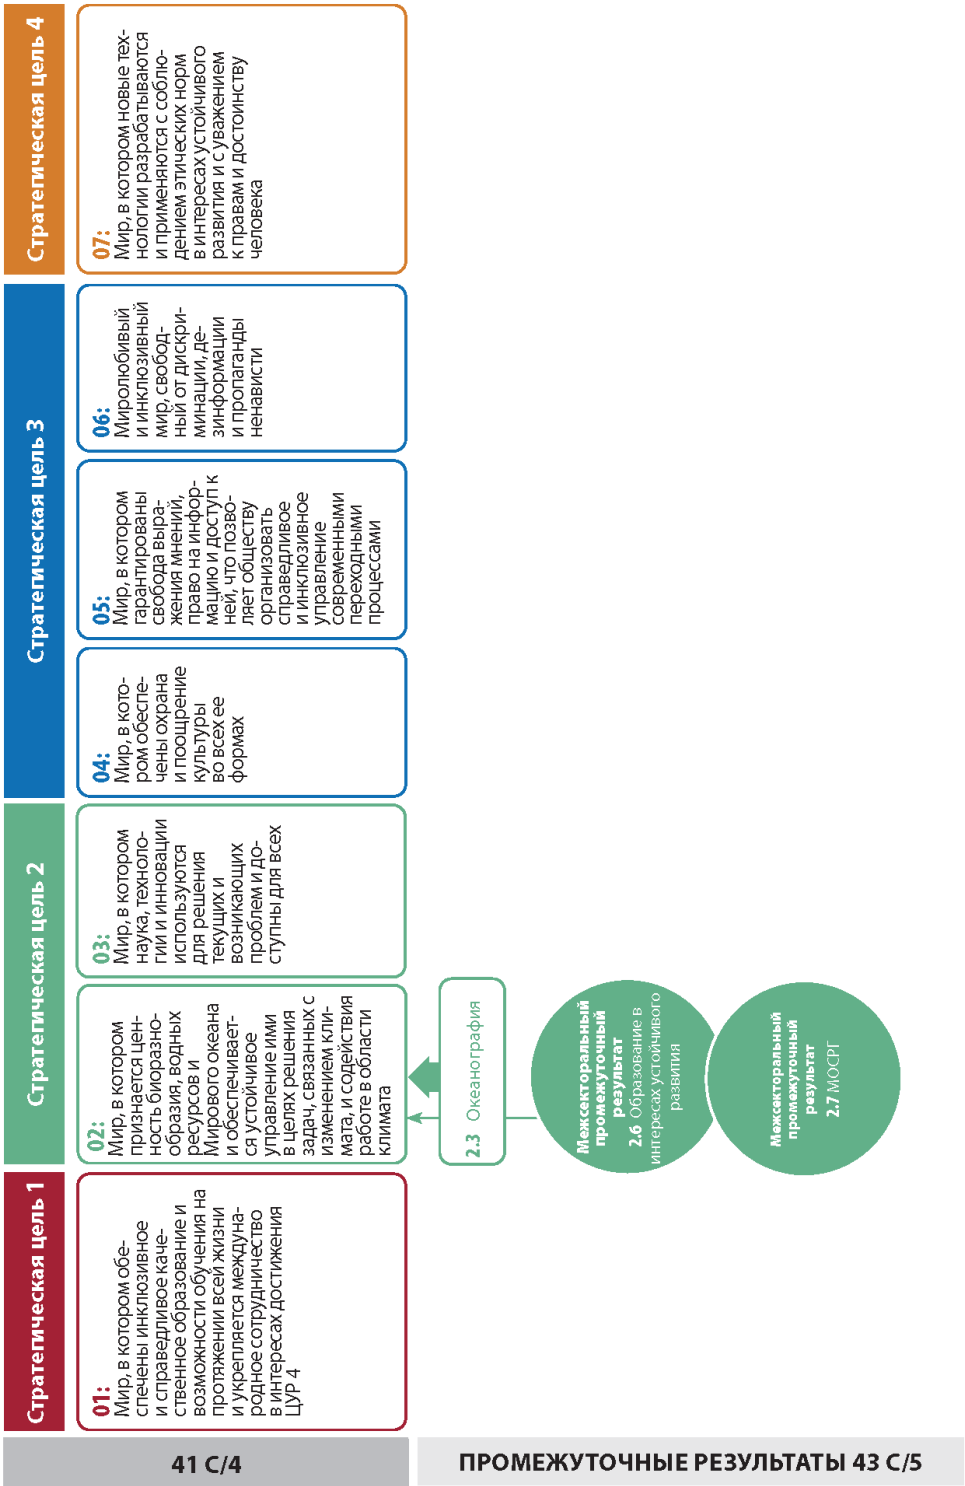 41 C/4
Стратегическая цель 1
01:
Мир, в котором обе-
спечены инклюзивное
и справедливое каче-
ственное образование и
возможности обучения на
протяжении всей жизни
и укрепляется междуна-
родное сотрудничество
в интересах достижения
ЦУР 4
Стратегическая цель 2
02:
Мир, в котором
признается цен-
ность биоразно-
образия, водных
ресурсов и
Мирового океана
и обеспечивает-
ся устойчивое
управление ими
в целях решения
задач, связанных с
изменением кли-
мата, и содействия
работе в области
климата
03:
Мир, в котором
наука, техноло-
гии и инновации
используются
для решения
текущих и
возникающих
проблем и до-
ступны для всех
Стратегическая цель 3
04:
Мир, в кото-
ром обеспе-
чены охрана
и поощрение
культуры
во всех ее
формах
05:
Мир, в котором
гарантированы
свобода выра-
жения мнений,
право на инфор-
мацию и доступ к
ней, что позво-
ляет обществу
организовать
справедливое
и инклюзивное
управление
современными
переходными
процессами
06:
Миролюбивый
и инклюзивный
мир, свобод-
ный от дискри-
минации, де-
зинформации
и пропаганды
ненависти
Стратегическая цель 4
07:
Мир, в котором новые тех-
нологии разрабатываются
и применяются с соблю-
дением этических норм
в интересах устойчивого
развития и с уважением
к правам и достоинству
человека
ПРОМЕЖУТОЧНЫЕ РЕЗУЛЬТАТЫ 43 C/5
2.3 Океанография
Межсекторальный
промежуточный
результат
2.6 Образование в
интересах устойчивого
развития
Межсекторальный
промежуточный
результат
2.7 МОСРГ